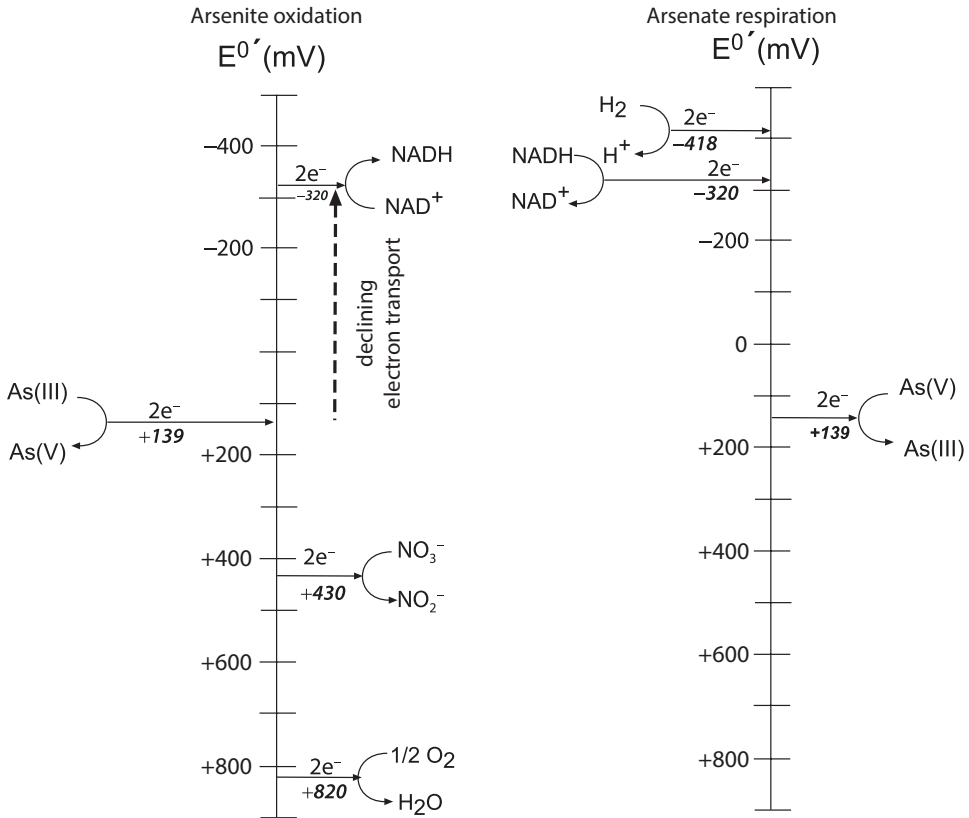 Arsenite oxidation
E⁰´(mV)
−400
2e⁻
−320
NADH
NAD⁺
−200
declining
electron transport
As(III)
2e⁻
+139
As(V)
+200
+400
2e⁻
+430
NO₃⁻
NO₂⁻
+600
+800
2e⁻
+820
1/2 O₂
H₂O
Arsenate respiration
E⁰´(mV)
H₂
2e⁻
−418
NADH
H⁺
2e⁻
−320
NAD⁺
−200
0
As(V)
2e⁻
+139
As(III)
+200
+400
+600
+800